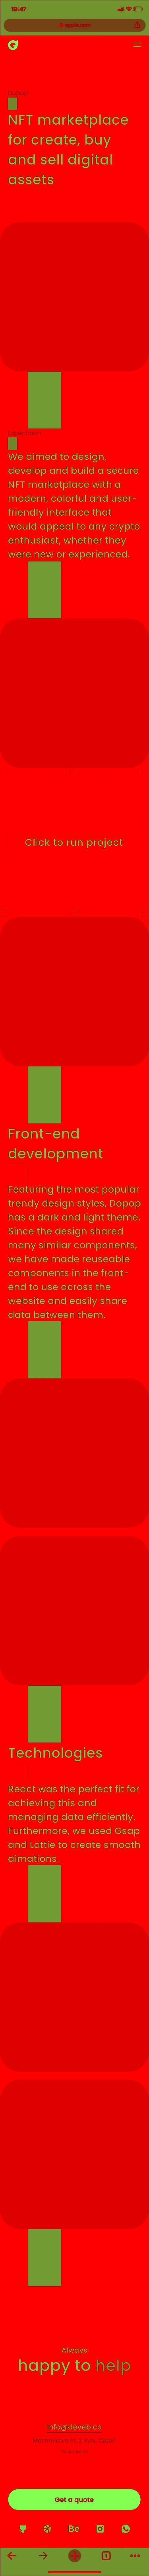 19:47
apple.com
Dopop
NFT marketplace
for create, buy
and sell digital
assets
We aimed to design,
develop and build a secure
NFT marketplace with a
modern, colorful and user-
friendly interface that
would appeal to any crypto
enthusiast, whether they
were new or experienced.
Click to run project
Front-end
development
Featuring the most popular
trendy design styles, Dopop
has a dark and light theme.
Since the design shared
many similar components,
we have made reuseable
components in the front-
end to use across the
website and easily share
data between them.
Technologies
React was the perfect fit for
achieving this and
managing data efficiently.
Furthermore, we used Gsap
and Lottie to create smooth
aimations.
Always
happy to help
info@deveb.co
Get a quote
Bē